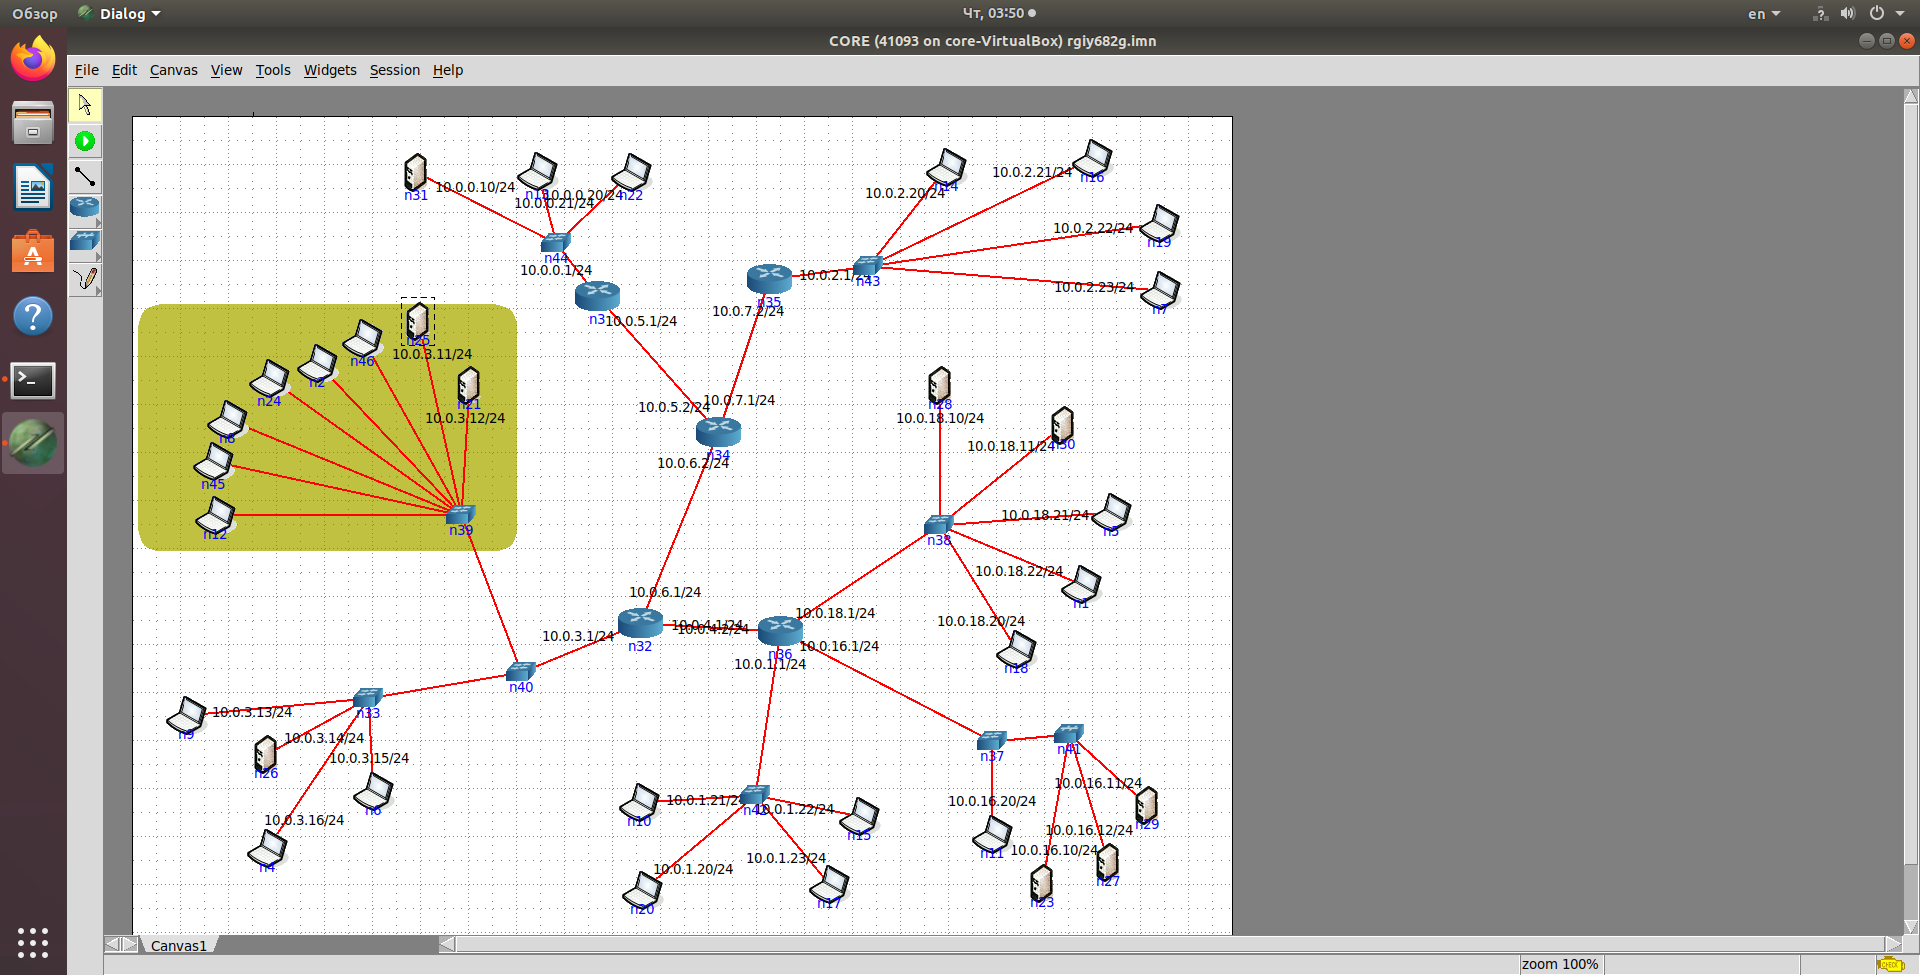 Обзор
Dialog
Чт, 03:50
en
CORE (41093 on core-VirtualBox) rgiy682g.imn
File Edit Canvas View Tools Widgets Session Help
n31
10.0.0.10/24
10.0.0.20/24
n22
10.0.0.21/24
n44
10.0.0.1/24
n3
10.0.5.1/24
n14
10.0.2.20/24
10.0.2.21/24
n16
10.0.2.22/24
n19
10.0.2.1/24
n43
10.0.2.23/24
n7
n35
10.0.7.2/24
n25
10.0.3.11/24
n46
n2
n24
n21
10.0.3.12/24
n8
n45
n12
n39
10.0.5.2/24
10.0.7.1/24
n34
10.0.6.2/24
n28
10.0.18.10/24
10.0.18.11/24
n30
10.0.18.21/24
n5
n38
10.0.18.22/24
n1
10.0.18.20/24
n18
10.0.6.1/24
10.0.3.1/24
n32
10.0.4.1/24
10.0.4.2/24
10.0.18.1/24
n36
10.0.16.1/24
10.0.1.1/24
n40
n33
10.0.3.13/24
n9
10.0.3.14/24
n26
10.0.3.15/24
n6
10.0.3.16/24
n4
n37
n41
10.0.16.11/24
n29
10.0.16.20/24
n11
10.0.16.12/24
10.0.16.10/24
n27
n23
n42
10.0.1.21/24
n10
10.0.1.22/24
n15
10.0.1.23/24
n17
10.0.1.20/24
n20
Canvas1
zoom 100%